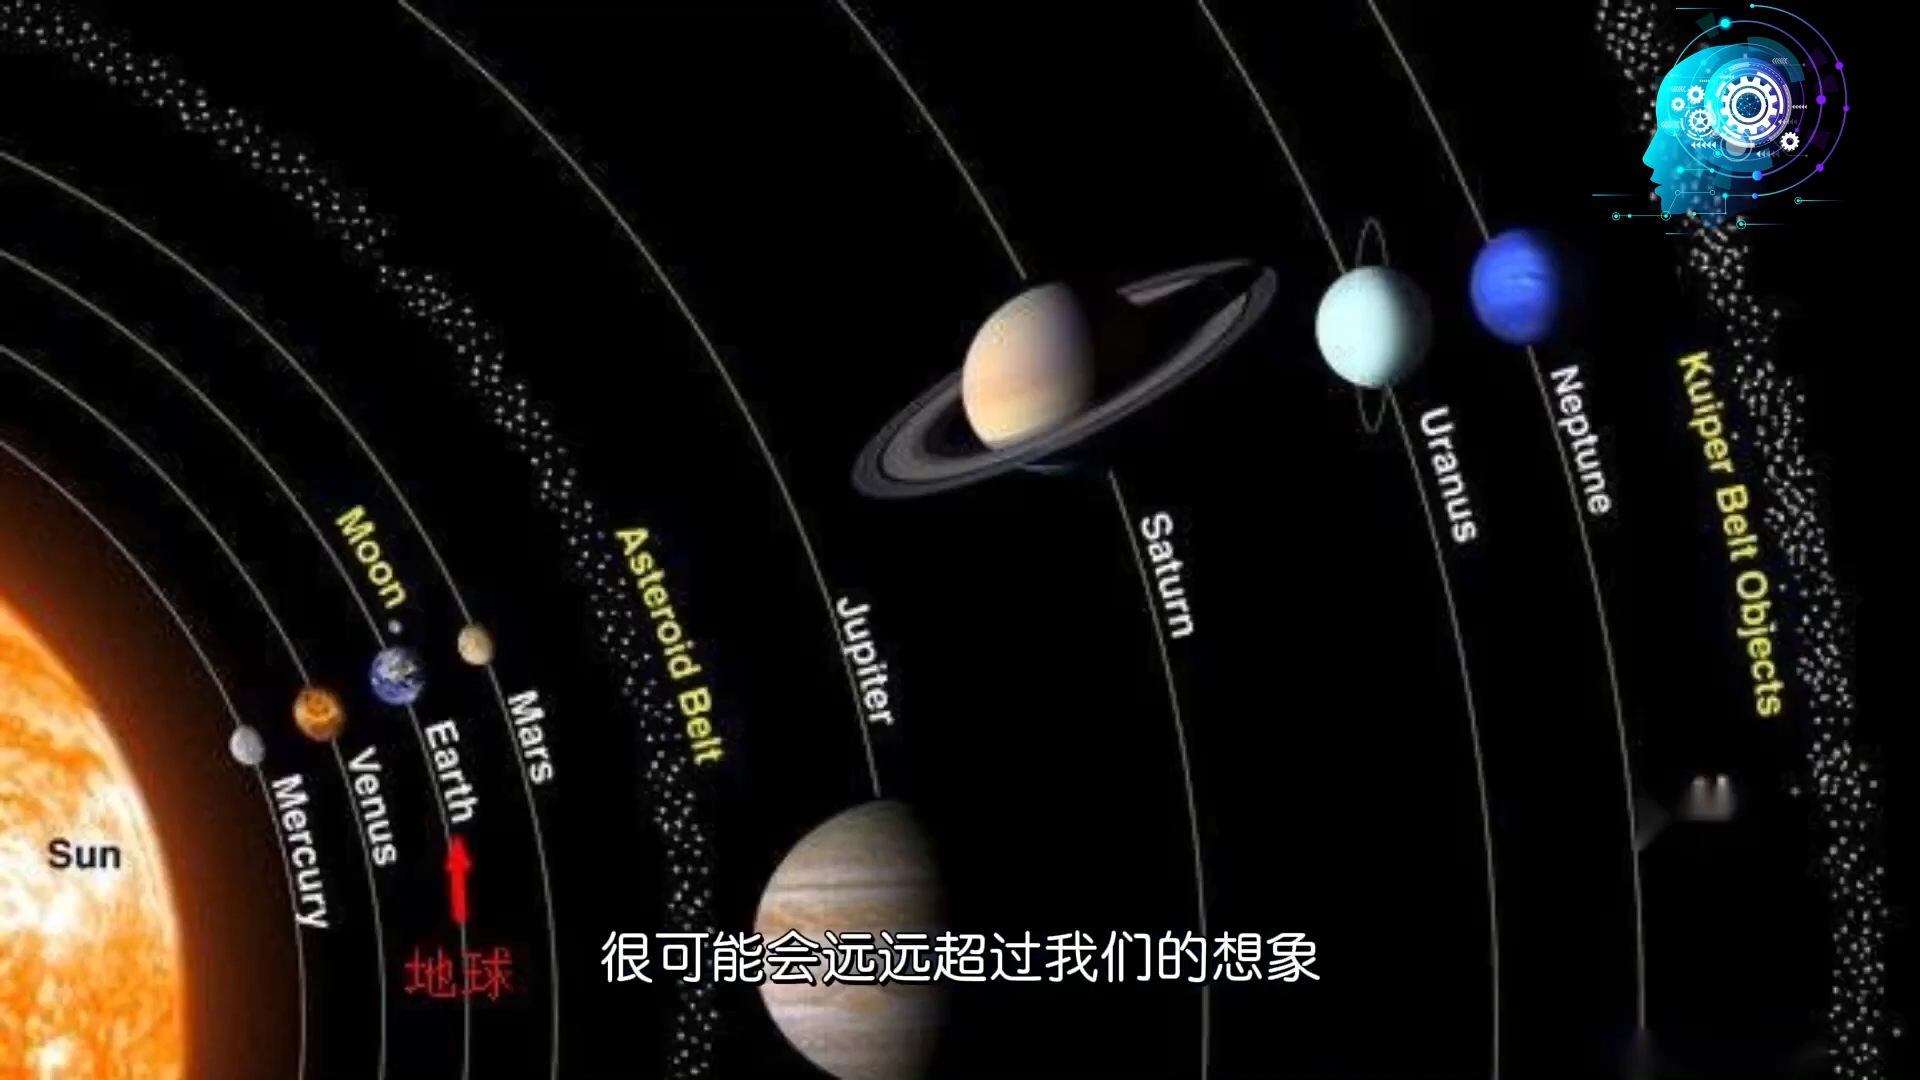 Sun
Mercury
Venus
Earth
Moon
Mars
Asteroid Belt
Jupiter
Saturn
Uranus
Neptune
Kuiper Belt Objects
地球
很可能会远远超过我们的想象